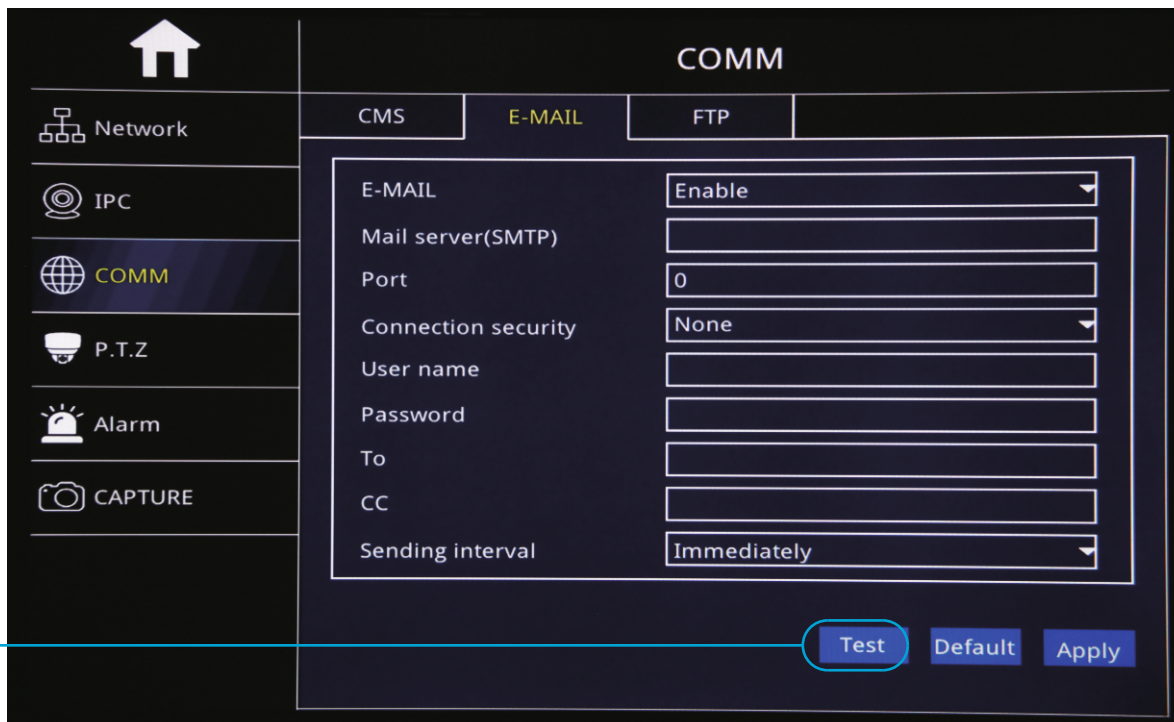 COMM
Network
IPC
COMM
P.T.Z
Alarm
CAPTURE
CMS E-MAIL FTP
E-MAIL Enable
Mail server(SMTP)
Port 0
Connection security None
User name
Password
To
CC
Sending interval Immediately
Test Default Apply